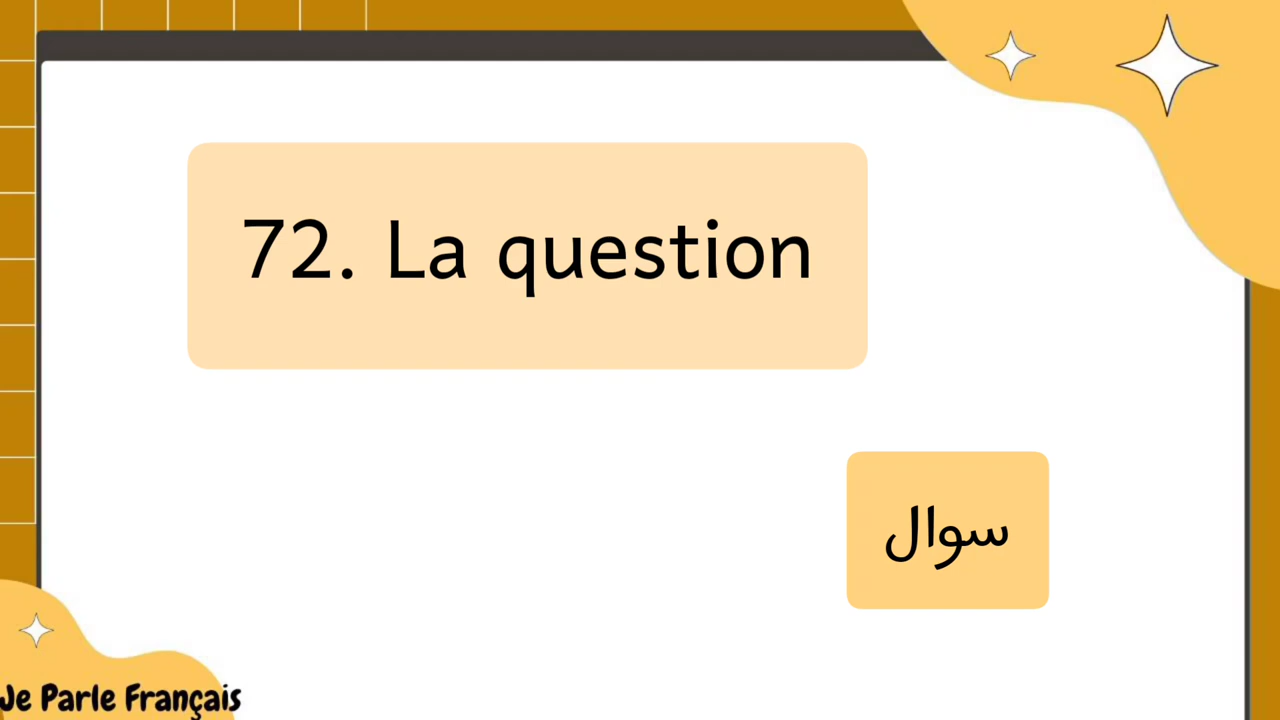 72. La question
سوال
Je Parle Français